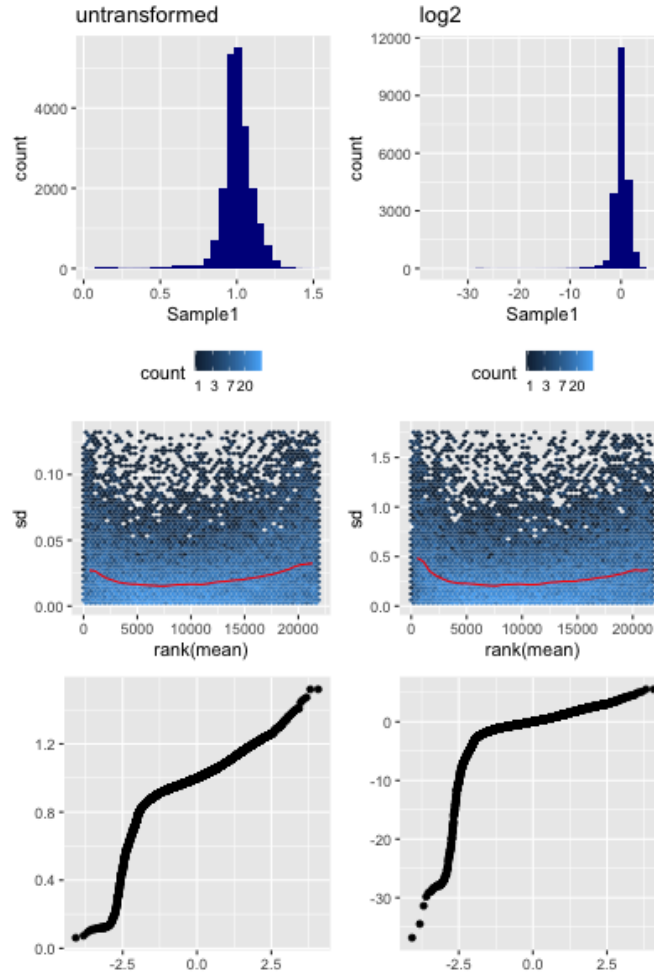 untransformed
log2
count
4000
2000
0
0.0 0.5 1.0 1.5
Sample1
count
12000
9000
6000
3000
0
-30 -20 -10 0
Sample1
count
1 3 7 20
count
1 3 7 20
sd
0.10
0.05
0.00
0 5000 10000 15000 20000
rank(mean)
sd
1.5
1.0
0.5
0.0
0 5000 10000 15000 20000
rank(mean)
1.2
0.8
0.4
0.0
-2.5 0.0 2.5
0
-10
-20
-30
-2.5 0.0 2.5